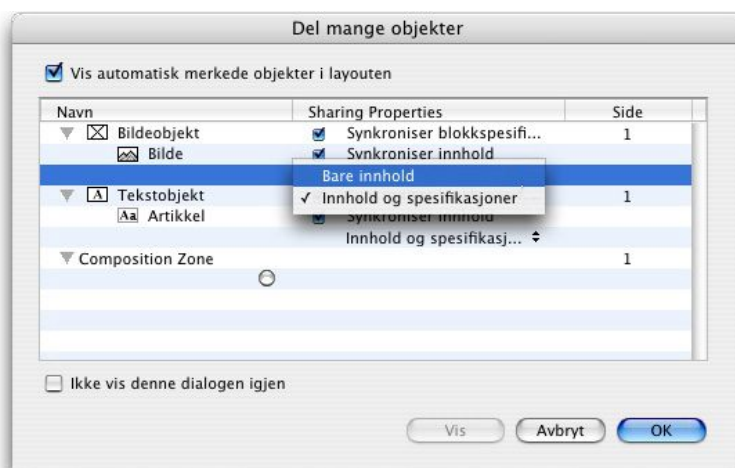 Del mange objekter
Vis automatisk merkede objekter i layouten
Navn Sharing Properties Side
Bildeobjekt Synkroniser blokkspesifi... 1
Bilde Synkroniser innhold
Bare innhold
A Tekstobjekt ✓ Innhold og spesifikasjoner 1
Aa Artikkel Synkroniser innhold
Innhold og spesifikasj...
Composition Zone 1
Ikke vis denne dialogen igjen
Vis Avbryt OK